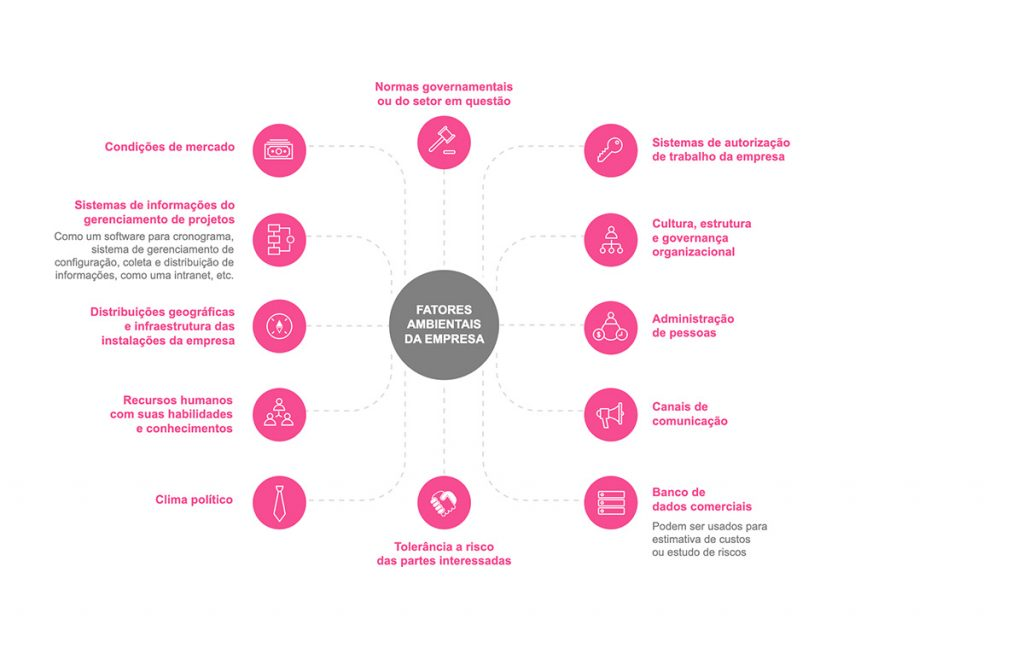 Normas governamentais
ou do setor em questão
Condições de mercado
Sistemas de informações do
gerenciamento de projetos
Como um software para cronograma,
sistema de gerenciamento de
configuração, coleta e distribuição de
informações, como uma intranet, etc.
Distribuições geográficas
e infraestrutura das
instalações da empresa
Recursos humanos
com suas habilidades
e conhecimentos
Clima político
FATORES
AMBIENTAIS
DA EMPRESA
Tolerância a risco
das partes interessadas
Sistemas de autorização
de trabalho da empresa
Cultura, estrutura
e governança
organizacional
Administração
de pessoas
Canais de
comunicação
Banco de
dados comerciais
Podem ser usados para
estimativa de custos
ou estudo de riscos